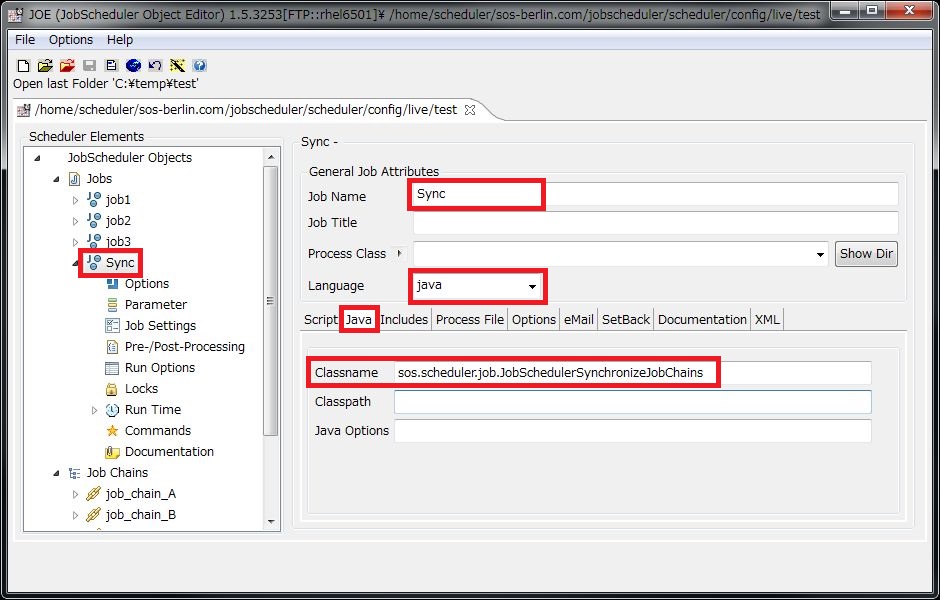 JOE (JobScheduler Object Editor) 1.5.3253[FTP::rhel6501]¥ /home/scheduler/sos-berlin.com/jobscheduler/scheduler/config/live/test
File Options Help
Open last Folder 'C:¥temp¥test'
/home/scheduler/sos-berlin.com/jobscheduler/scheduler/config/live/test
Scheduler Elements
JobScheduler Objects
Jobs
job1
job2
job3
Sync
Options
Parameter
Job Settings
Pre-/Post-Processing
Run Options
Locks
Run Time
Commands
Documentation
Job Chains
job_chain_A
job_chain_B
Sync -
General Job Attributes
Job Name Sync
Job Title
Process Class Show Dir
Language java
Script Java Includes Process File Options eMail SetBack Documentation XML
Classname sos.scheduler.job.JobSchedulerSynchronizeJobChains
Classpath
Java Options